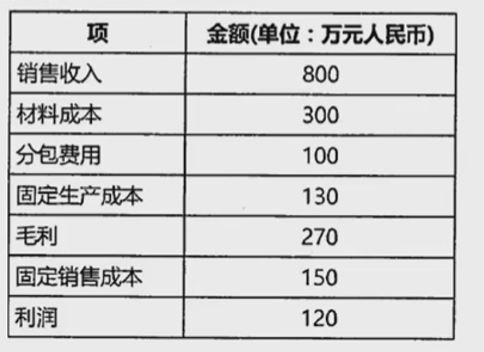 项 金额(单位：万元人民币)
销售收入 800
材料成本 300
分包费用 100
固定生产成本 130
毛利 270
固定销售成本 150
利润 120